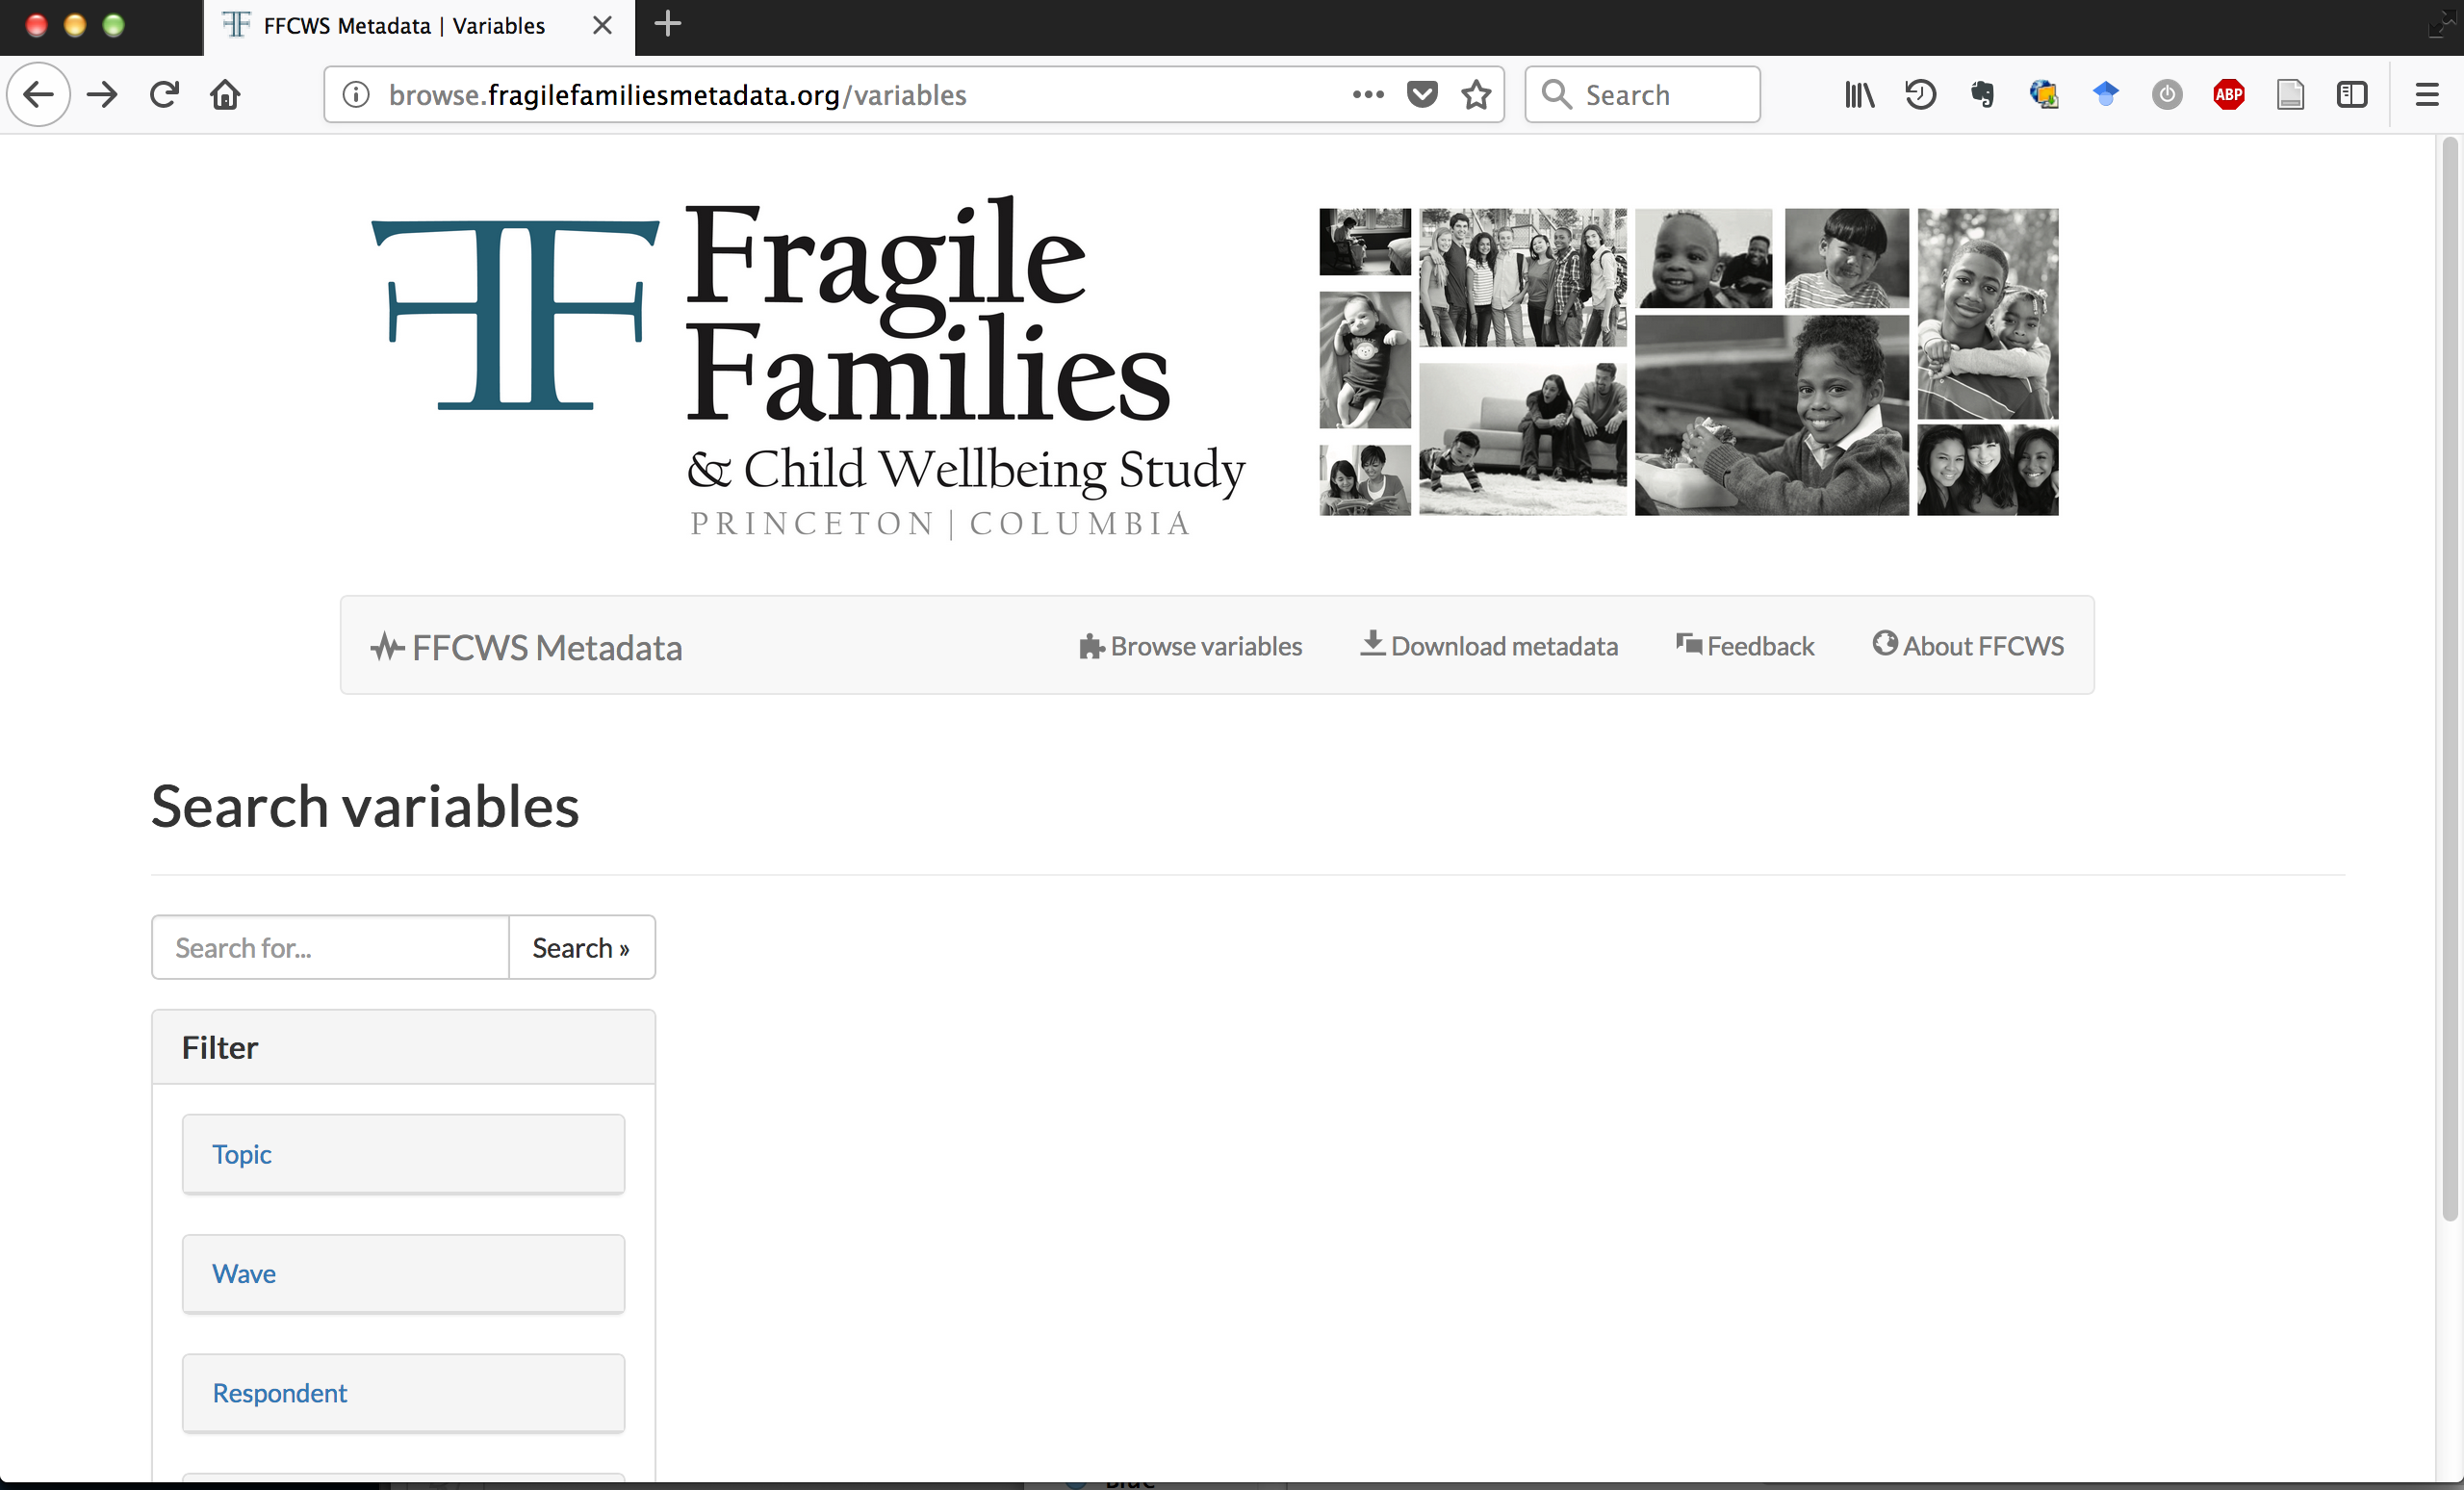 FFCWS Metadata | Variables
browse.fragilefamiliesmetadata.org/variables
Search
ABP
Fragile
Families
& Child Wellbeing Study
PRINCETON | COLUMBIA
FFCWS Metadata
Browse variables
Download metadata
Feedback
About FFCWS
Search variables
Search for...
Search »
Filter
Topic
Wave
Respondent